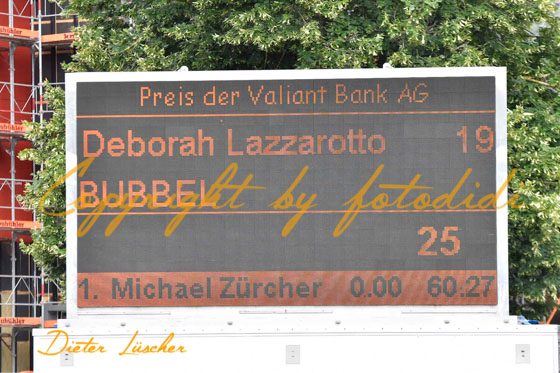 Preis der Valiant Bank AG
Deborah Lazzarotto 19
BUBBEL
Copyright by fotodidi
25
1. Michael Zürcher 0.00 60.27
Dieter Lüscher